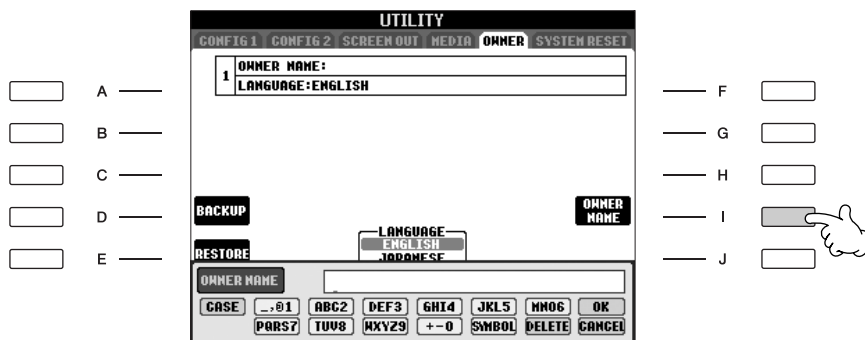 UTILITY
CONFIG 1 CONFIG 2 SCREEN OUT MEDIA OWNER SYSTEM RESET
1 OWNER NAME:
LANGUAGE:ENGLISH
A
B
C
D
E
F
G
H
I
J
BACKUP
OWNER NAME
LANGUAGE
ENGLISH
JAPANESE
RESTORE
OWNER NAME _
CASE _,@1 ABC2 DEF3 GHI4 JKL5 MNO6 OK
PQRS7 TUV8 WXYZ9 +-0 SYMBOL DELETE CANCEL